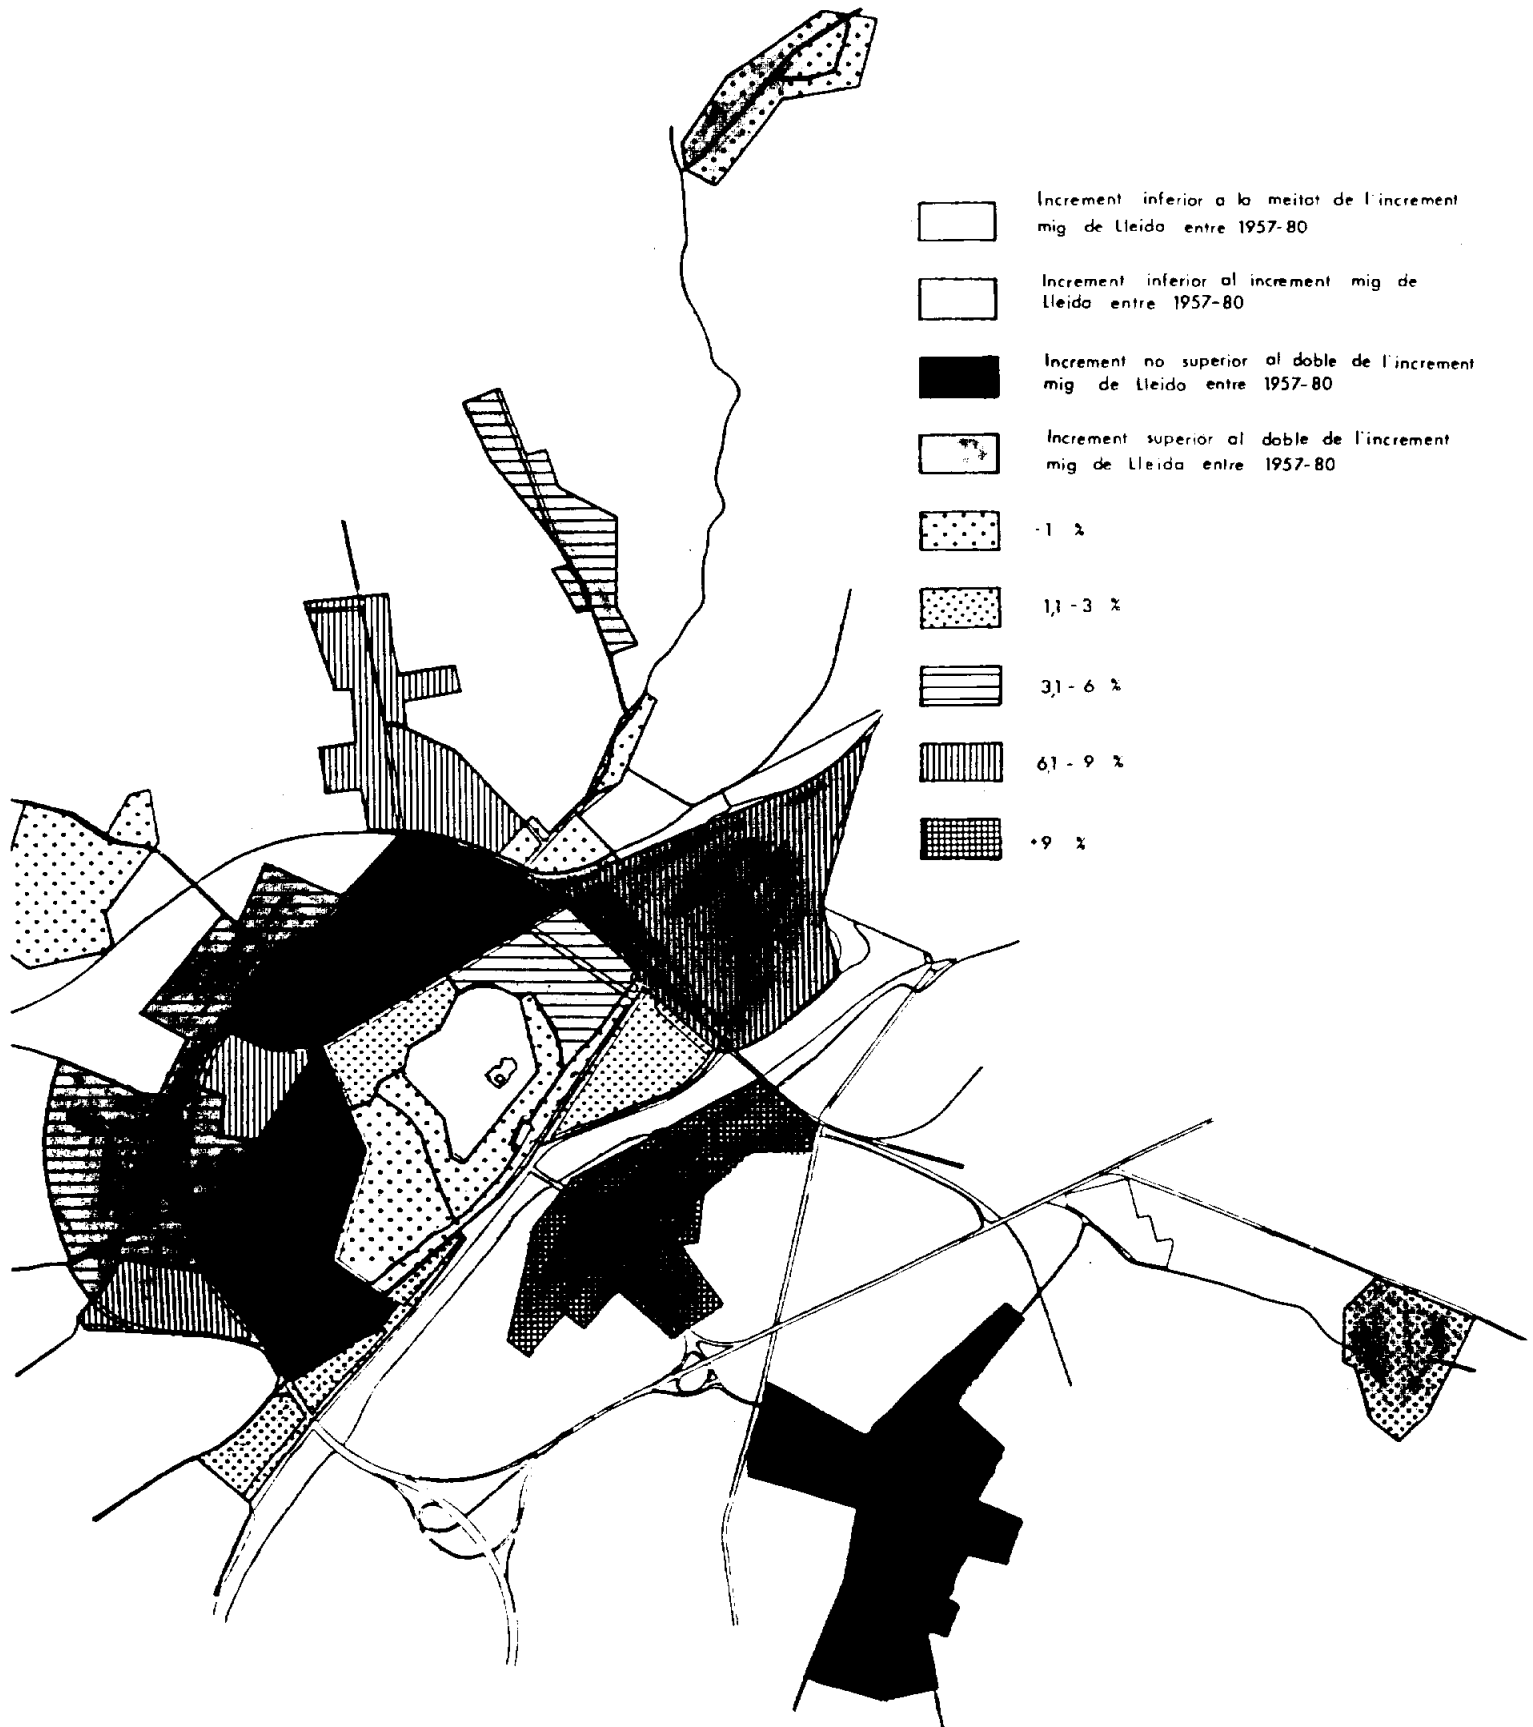 Increment inferior a la meitat de l'increment
mig de Lleida entre 1957-80
Increment inferior al increment mig de
Lleida entre 1957-80
Increment no superior al doble de l'increment
mig de Lleida entre 1957-80
Increment superior al doble de l'increment
mig de Lleida entre 1957-80
-1 %
1,1 - 3 %
3,1 - 6 %
6,1 - 9 %
+9 %